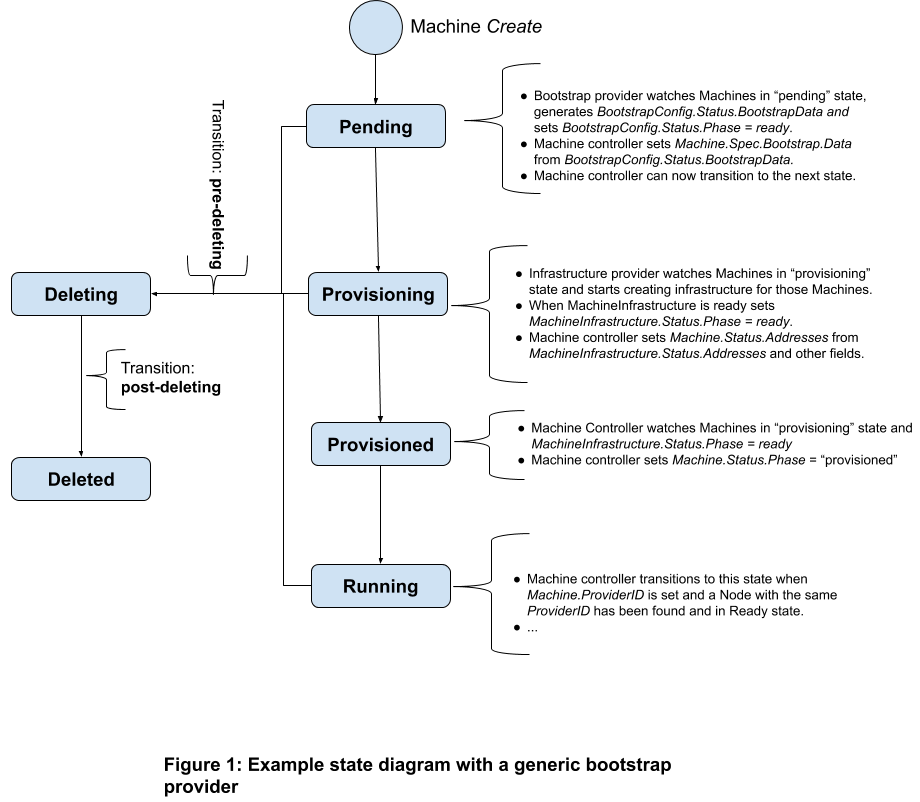 Machine Create
Pending
● Bootstrap provider watches Machines in “pending” state,
generates BootstrapConfig.Status.BootstrapData and
sets BootstrapConfig.Status.Phase = ready.
● Machine controller sets Machine.Spec.Bootstrap.Data
from BootstrapConfig.Status.BootstrapData.
● Machine controller can now transition to the next state.
Transition: pre-deleting
Deleting
Provisioning
● Infrastructure provider watches Machines in “provisioning”
state and starts creating infrastructure for those Machines.
● When MachineInfrastructure is ready sets
MachineInfrastructure.Status.Phase = ready.
● Machine controller sets Machine.Status.Addresses from
MachineInfrastructure.Status.Addresses and other fields.
Transition:
post-deleting
Provisioned
● Machine Controller watches Machines in “provisioning” state and
MachineInfrastructure.Status.Phase = ready
● Machine controller sets Machine.Status.Phase = “provisioned”
Deleted
Running
● Machine controller transitions to this state when
Machine.ProviderID is set and a Node with the same
ProviderID has been found and in Ready state.
● ...
Figure 1: Example state diagram with a generic bootstrap
provider